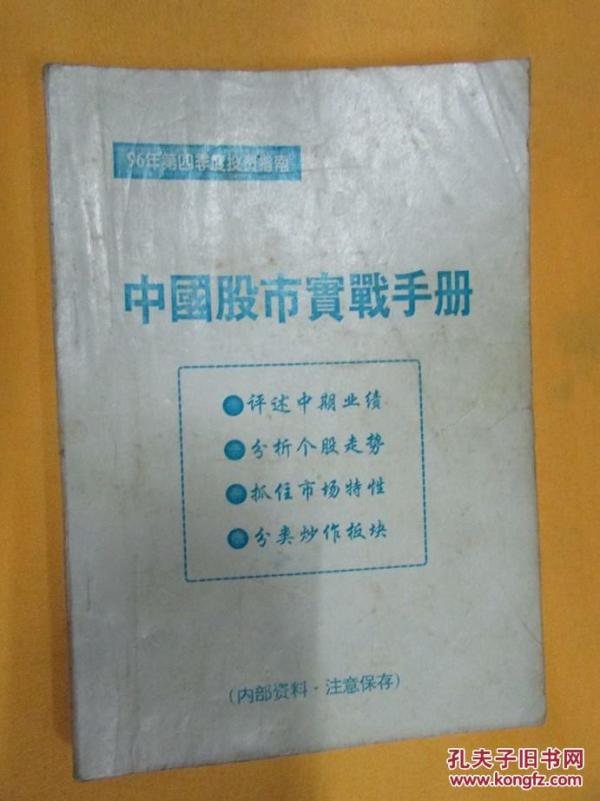 96年第四季度投资指南
中國股市實戰手册
评述中期业绩
分析个股走势
抓住市场特性
分类炒作板块
(内部资料·注意保存)
孔夫子旧书网
www.kongfz.com